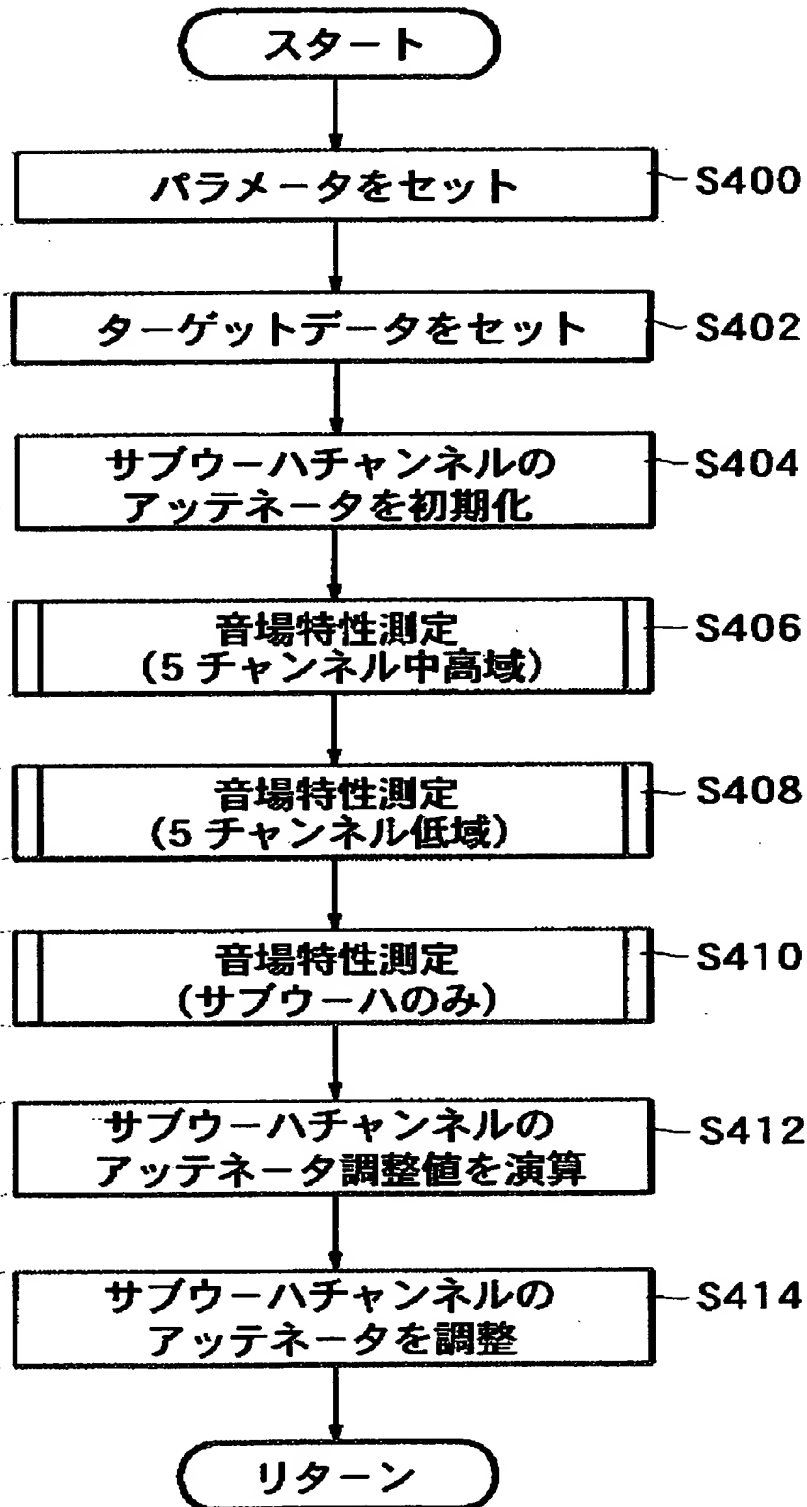 スタート
パラメータをセット
S400
ターゲットデータをセット
S402
サブウーハチャンネルの
アッテネータを初期化
S404
音場特性測定
(5チャンネル中高域)
S406
音場特性測定
(5チャンネル低域)
S408
音場特性測定
(サブウーハのみ)
S410
サブウーハチャンネルの
アッテネータ調整値を演算
S412
サブウーハチャンネルの
アッテネータを調整
S414
リターン